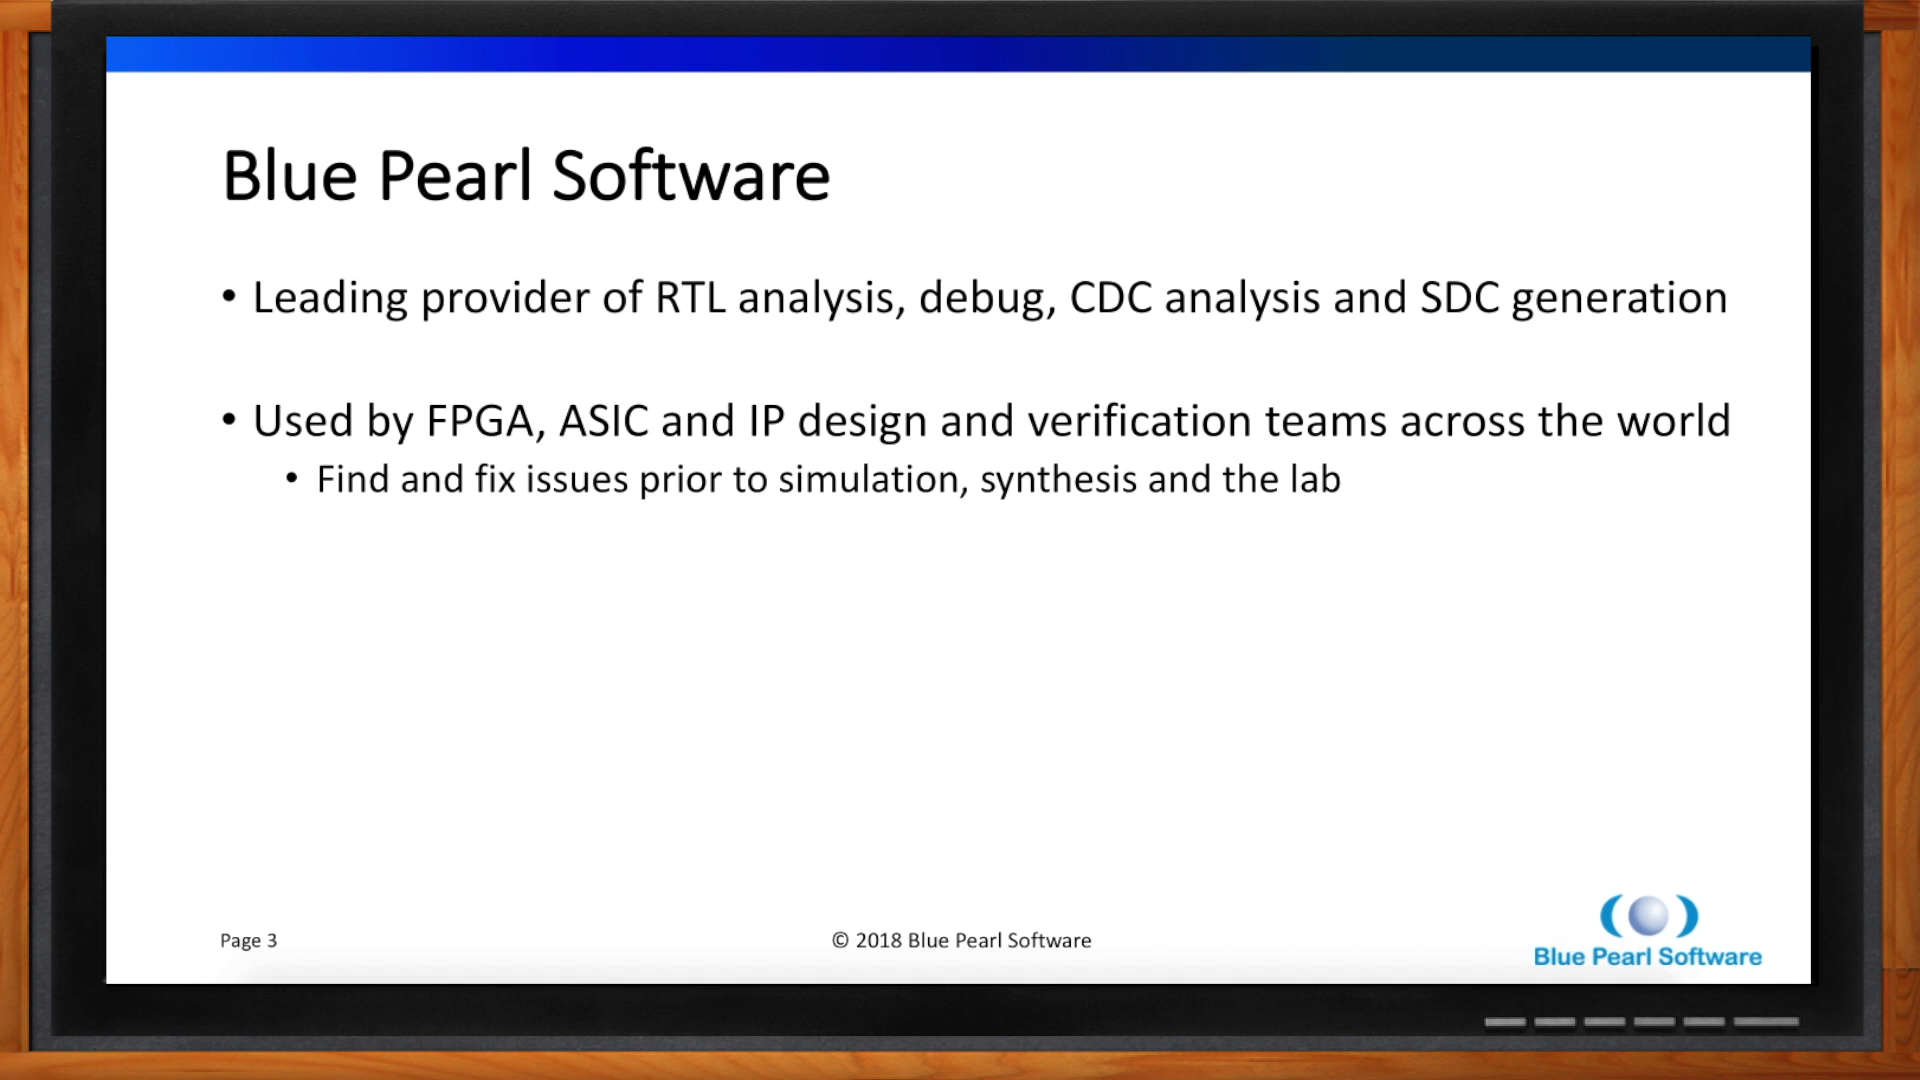 Blue Pearl Software
• Leading provider of RTL analysis, debug, CDC analysis and SDC generation
• Used by FPGA, ASIC and IP design and verification teams across the world
• Find and fix issues prior to simulation, synthesis and the lab
Page 3
© 2018 Blue Pearl Software
Blue Pearl Software